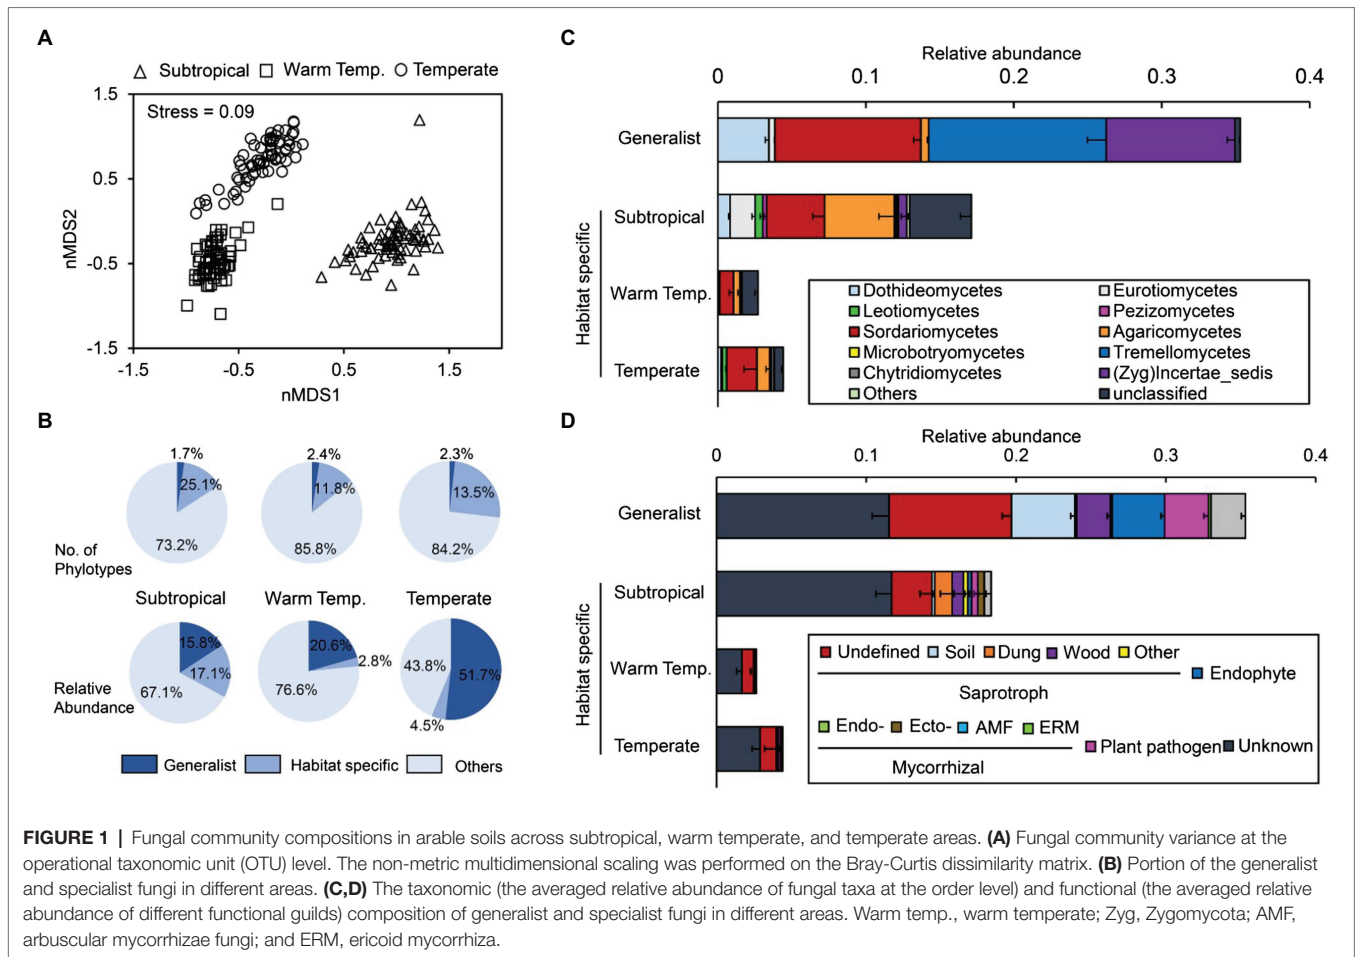 A
Subtropical Warm Temp. Temperate
Stress = 0.09
1.5
0.5
-0.5
-1.5
nMDS2
-1.5 -0.5 0.5 1.5
nMDS1
B
1.7% 2.4% 2.3%
25.1% 11.8% 13.5%
73.2% 85.8% 84.2%
No. of
Phylotypes
Subtropical Warm Temp. Temperate
15.8% 20.6% 51.7%
17.1% 2.8% 4.5%
67.1% 76.6% 43.8%
Relative
Abundance
Generalist Habitat specific Others
C
Relative abundance
0 0.1 0.2 0.3 0.4
Generalist
Subtropical
Warm Temp.
Temperate
Habitat specific
Dothideomycetes Eurotiomycetes
Leotiomycetes Pezizomycetes
Sordariomycetes Agaricomycetes
Microbotryomycetes Tremellomycetes
Chytridiomycetes (Zyg)Incertae_sedis
Others unclassified
D
Relative abundance
0 0.1 0.2 0.3 0.4
Generalist
Subtropical
Warm Temp.
Temperate
Habitat specific
Undefined Soil Dung Wood Other
Saprotroph
Endophyte
Endo- Ecto- AMF ERM
Mycorrhizal
Plant pathogen Unknown
FIGURE 1 | Fungal community compositions in arable soils across subtropical, warm temperate, and temperate areas. (A) Fungal community variance at the
operational taxonomic unit (OTU) level. The non-metric multidimensional scaling was performed on the Bray-Curtis dissimilarity matrix. (B) Portion of the generalist
and specialist fungi in different areas. (C,D) The taxonomic (the averaged relative abundance of fungal taxa at the order level) and functional (the averaged relative
abundance of different functional guilds) composition of generalist and specialist fungi in different areas. Warm temp., warm temperate; Zyg, Zygomycota; AMF,
arbuscular mycorrhizae fungi; and ERM, ericoid mycorrhiza.